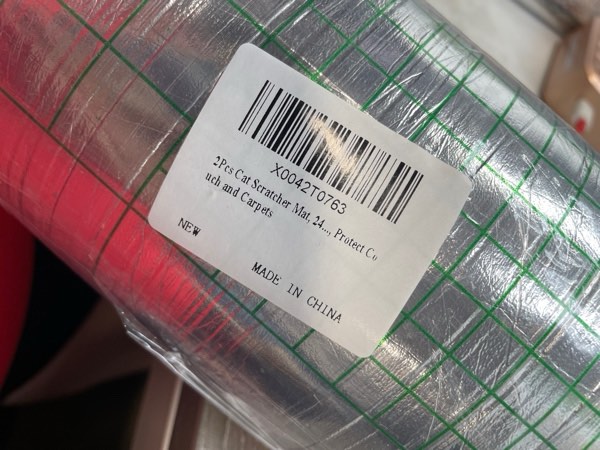 X0042T0763
2Pcs Cat Scratcher Mat, 24..., Protect Co
uch and Carpets
NEW
MADE IN CHINA